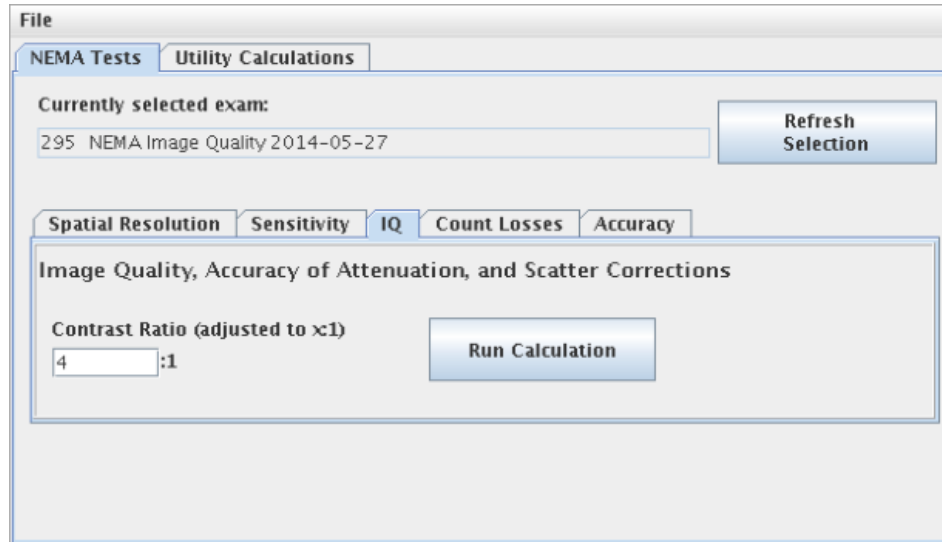 File
NEMA Tests Utility Calculations
Currently selected exam:
295 NEMA Image Quality 2014-05-27
Refresh
Selection
Spatial Resolution Sensitivity IQ Count Losses Accuracy
Image Quality, Accuracy of Attenuation, and Scatter Corrections
Contrast Ratio (adjusted to x:1)
4 :1
Run Calculation